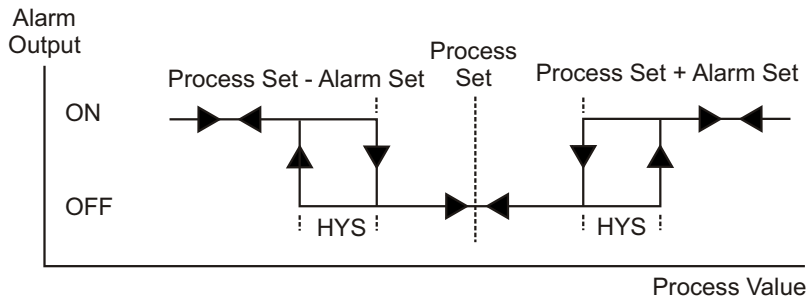 Alarm
Output
Process
Set
Process Set - Alarm Set
Process Set + Alarm Set
ON
OFF
HYS
HYS
Process Value